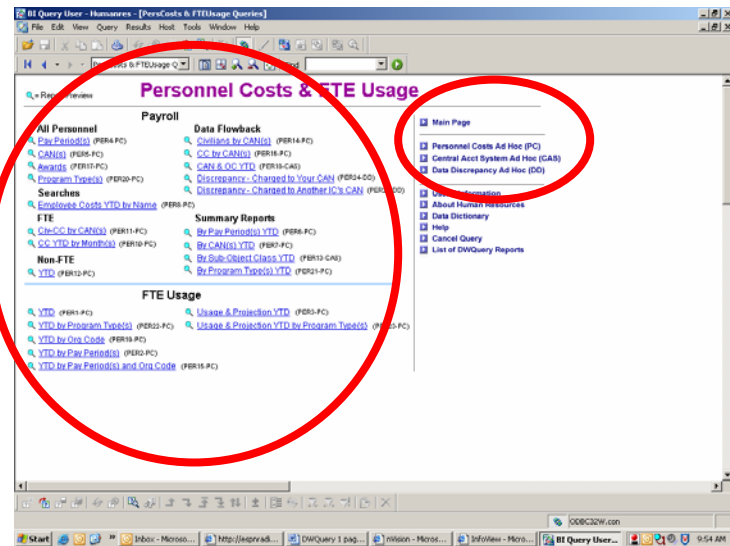 BI Query User - Humanres - [PersCosts & FTEUsage Queries]
File Edit View Query Results Host Tools Window Help
& FTEUsage Q
Personnel Costs & FTE Usage
Payroll
All Personnel
Pay Period(s) (PER4-PC)
CAN(s) (PER5-PC)
Awards (PER17-PC)
Program Type(s) (PER20-PC)
Searches
Employee Costs YTD by Name (PER8-PC)
FTE
Civ-CC by CAN(s) (PER11-PC)
CC YTD by Month(s) (PER10-PC)
Non-FTE
YTD (PER12-PC)
Data Flowback
Civilians by CAN(s) (PER14-PC)
CC by CAN(s) (PER16-PC)
CAN & OC YTD
Discrepancy - Charged to Your CAN (PER24-DD)
Discrepancy - Charged to Another IC's CAN
Summary Reports
By Pay Period(s) YTD (PER6-PC)
By CAN(s) YTD (PER7-PC)
By Sub-Object Class YTD (PER13-CAS)
By Program Type(s) YTD (PER21-PC)
FTE Usage
YTD (PER1-PC)
YTD by Program Type(s) (PER22-PC)
YTD by Org Code
YTD by Pay Period(s) (PER2-PC)
YTD by Pay Period(s) and Org Code (PER15-PC)
Usage & Projection YTD (PER3-PC)
Usage & Projection YTD by Program Type(s)
Main Page
Personnel Costs Ad Hoc (PC)
Central Acct System Ad Hoc (CAS)
Data Discrepancy Ad Hoc (DD)
About Human Resources
Data Dictionary
Help
Cancel Query
List of DWQuery Reports
ODBC32W.con
Start
Inbox - Microso...
http://lesprvradi...
DWQuery 1 pag...
nVision - Micros...
InfoView - Micro...
BI Query User...
9:54 AM